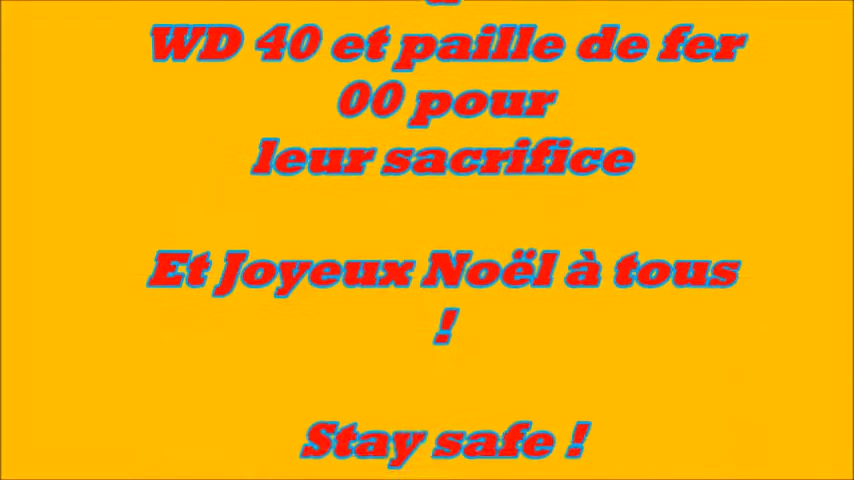 WD 40 et paille de fer
00 pour
leur sacrifice
Et Joyeux Noël à tous
!
Stay safe !